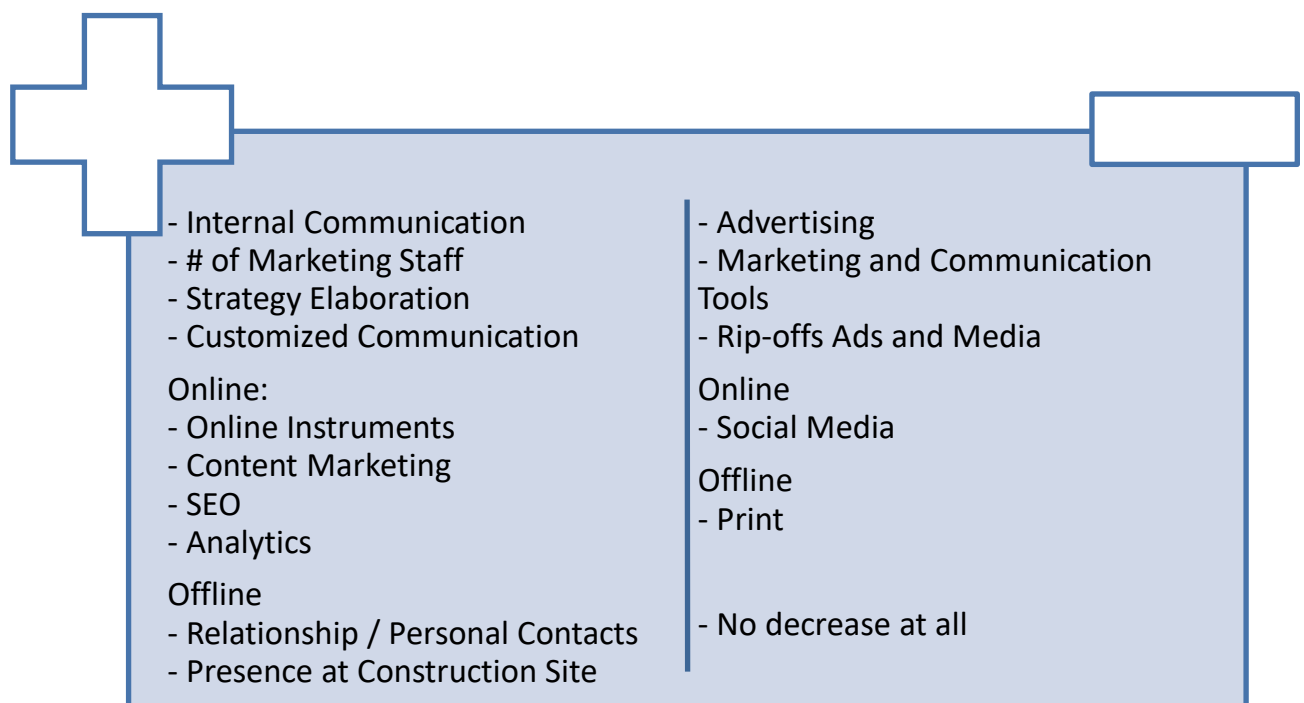 - Internal Communication
- # of Marketing Staff
- Strategy Elaboration
- Customized Communication
Online:
- Online Instruments
- Content Marketing
- SEO
- Analytics
Offline
- Relationship / Personal Contacts
- Presence at Construction Site
- Advertising
- Marketing and Communication
Tools
- Rip-offs Ads and Media
Online
- Social Media
Offline
- Print
- No decrease at all